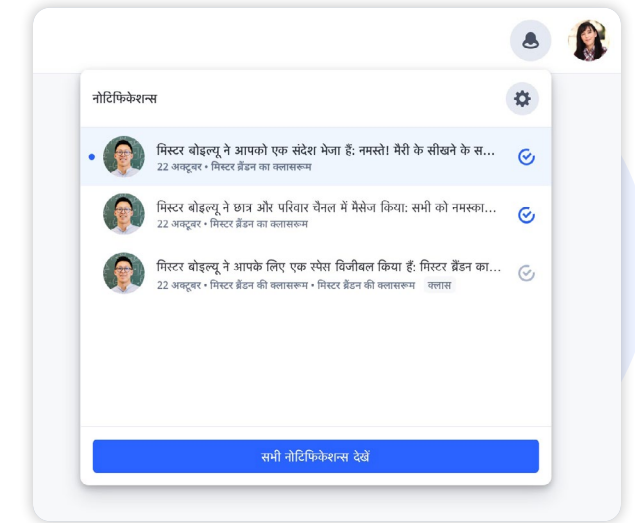 नोटिफिकेशन्स
मिस्टर बोइल्यू ने आपको एक संदेश भेजा हैं: नमस्ते! मैरी के सीखने के स...
22 अक्टूबर • मिस्टर ब्रैंडन का क्लासरूम
मिस्टर बोइल्यू ने छात्र और परिवार चैनल में मैसेज किया: सभी को नमस्का...
22 अक्टूबर • मिस्टर ब्रैंडन का क्लासरूम
मिस्टर बोइल्यू ने आपके लिए एक स्पेस विजीबल किया हैं: मिस्टर ब्रैंडन का...
22 अक्टूबर • मिस्टर ब्रैंडन की क्लासरूम • मिस्टर ब्रैंडन की क्लासरूम क्लास
सभी नोटिफिकेशन्स देखें